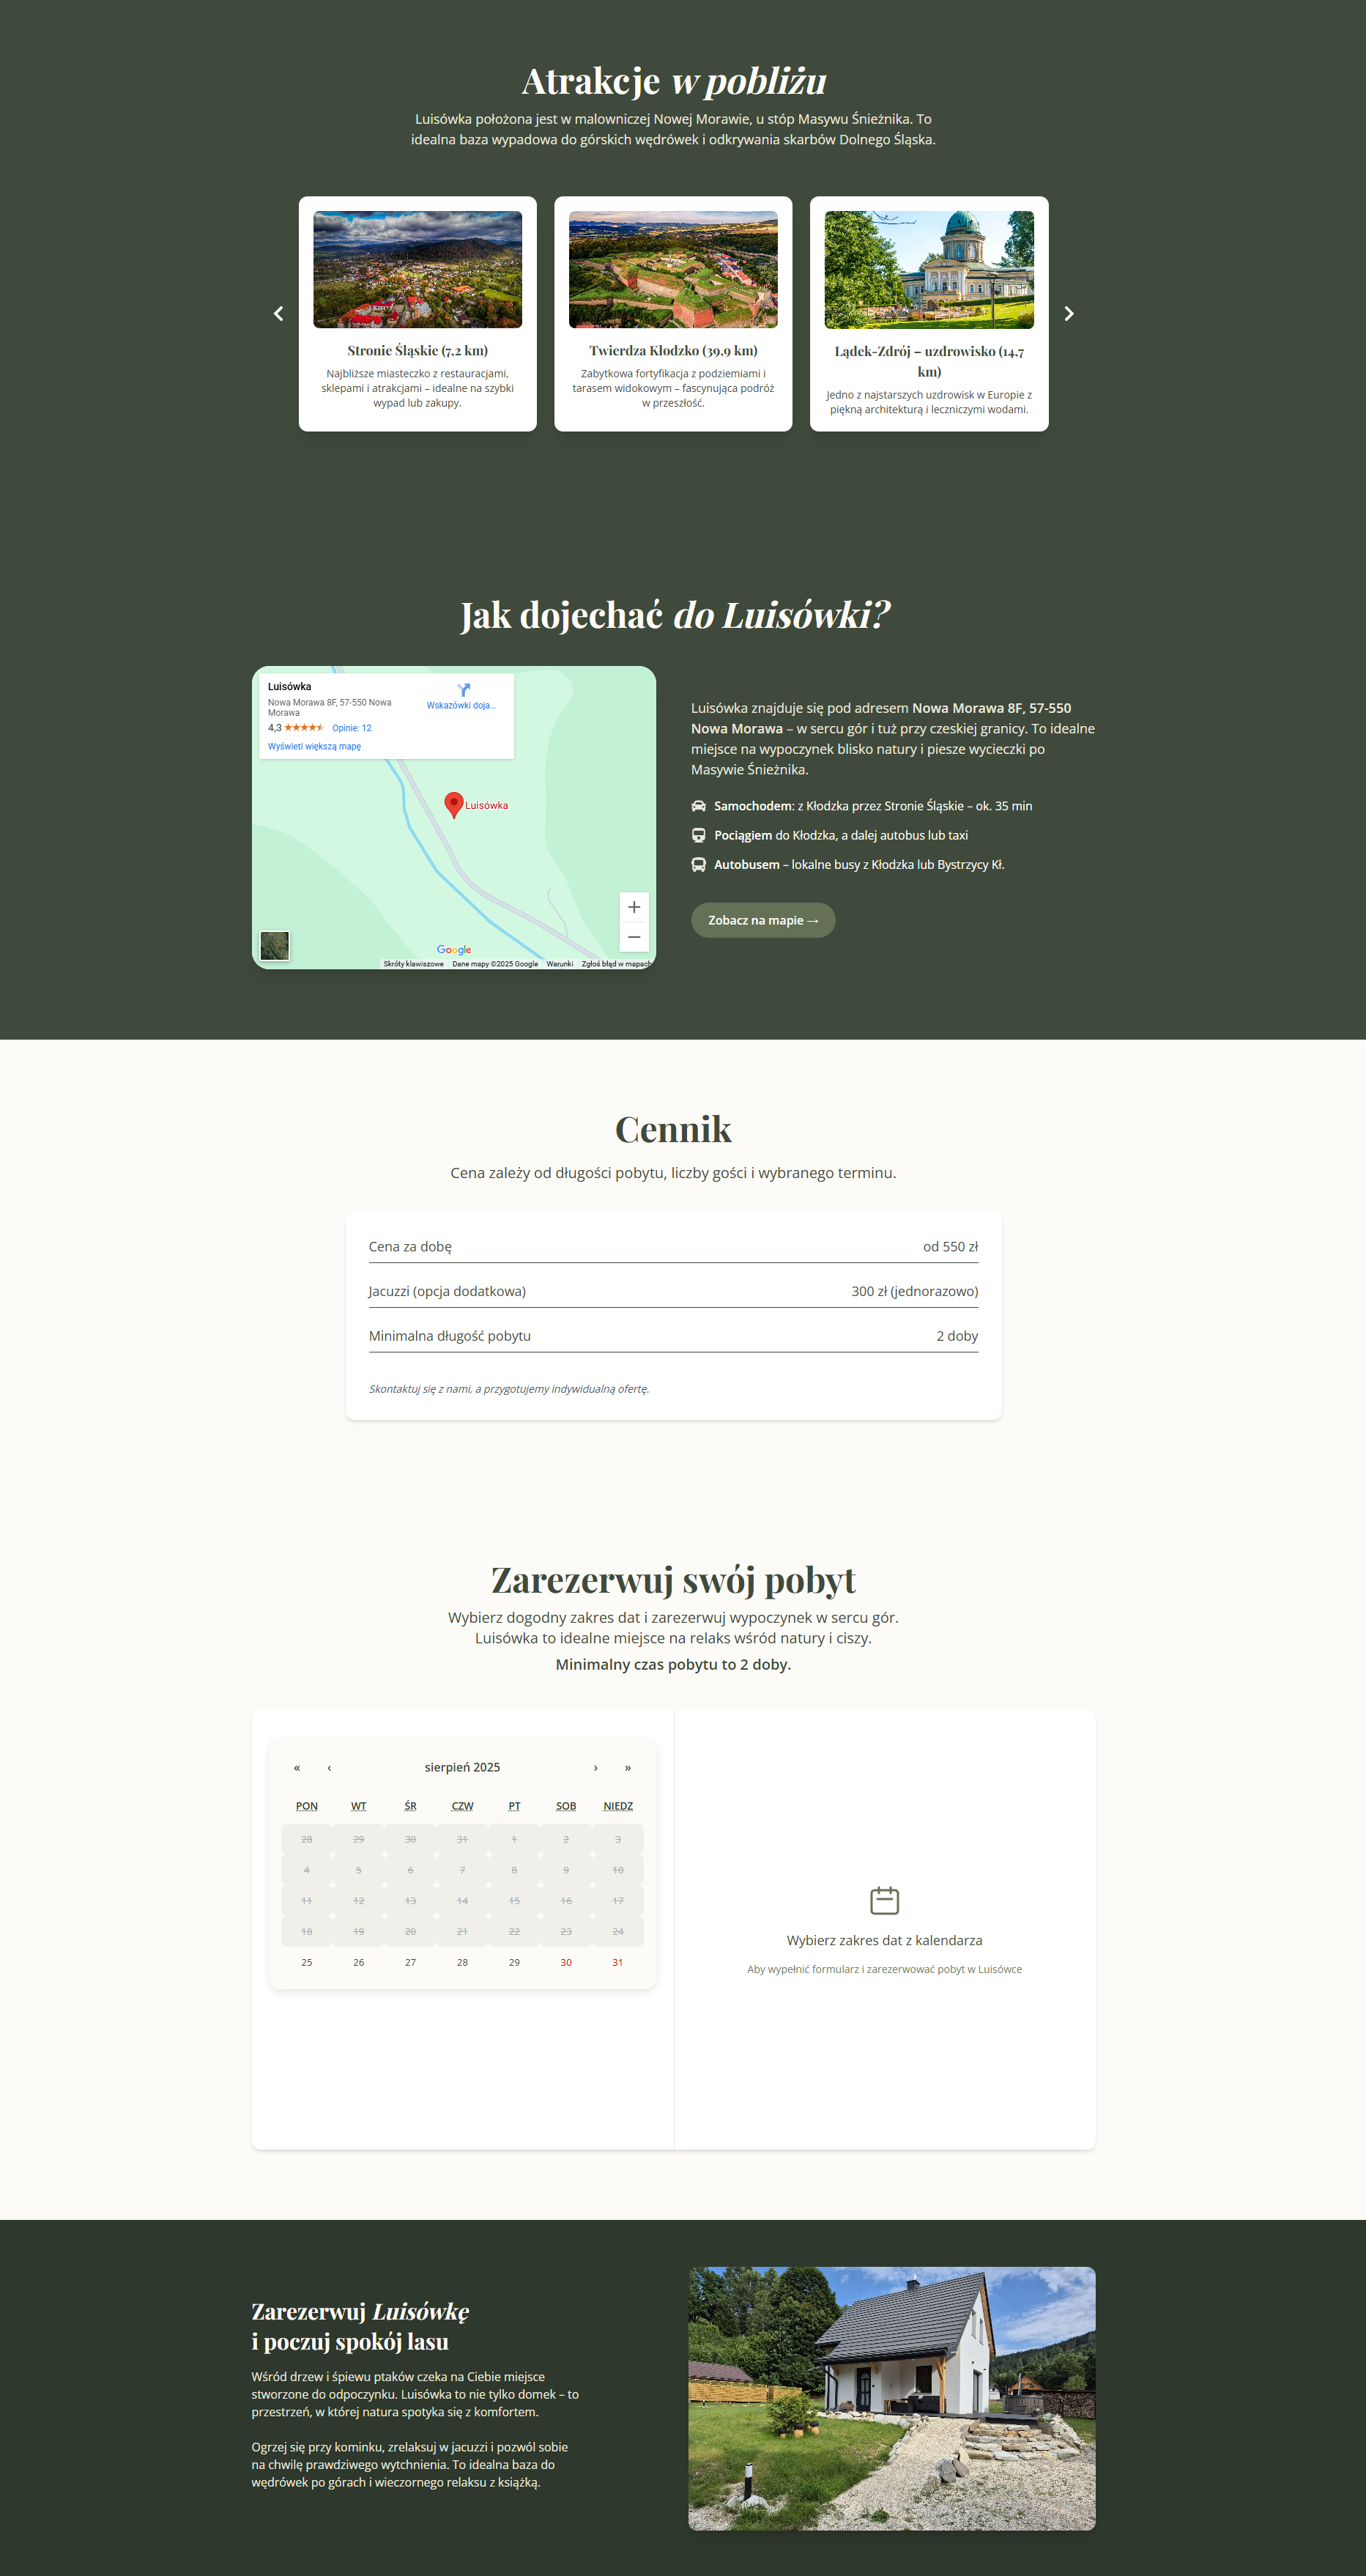 Atrakcje w pobliżu
Luisówka położona jest w malowniczej Nowej Morawie, u stóp Masywu Śnieżnika. To
idealna baza wypadowa do górskich wędrówek i odkrywania skarbów Dolnego Śląska.
Stronie Śląskie (7,2 km)
Najbliższe miasteczko z restauracjami,
sklepami i atrakcjami – idealne na szybki
wypad lub zakupy.
Twierdza Kłodzko (39,9 km)
Zabytkowa fortyfikacja z podziemiami i
tarasem widokowym – fascynująca podróż
w przeszłość.
Lądek-Zdrój – uzdrowisko (14,7
km)
Jedno z najstarszych uzdrowisk w Europie z
piękną architekturą i leczniczymi wodami.
Jak dojechać do Luisówki?
Luisówka
Nowa Morawa 8F, 57-550 Nowa
Morawa
4,3 Opinie: 12
Wyświetl większą mapę
Wskazówki doja...
Luisówka
Google
Skróty klawiszowe Dane mapy ©2025 Google Warunki Zgłoś błąd w mapach
Luisówka znajduje się pod adresem Nowa Morawa 8F, 57-550
Nowa Morawa – w sercu gór i tuż przy czeskiej granicy. To idealne
miejsce na wypoczynek blisko natury i piesze wycieczki po
Masywie Śnieżnika.
Samochodem: z Kłodzka przez Stronie Śląskie – ok. 35 min
Pociągiem do Kłodzka, a dalej autobus lub taxi
Autobusem – lokalne busy z Kłodzka lub Bystrzycy Kł.
Zobacz na mapie →
Cennik
Cena zależy od długości pobytu, liczby gości i wybranego terminu.
Cena za dobę od 550 zł
Jacuzzi (opcja dodatkowa) 300 zł (jednorazowo)
Minimalna długość pobytu 2 doby
Skontaktuj się z nami, a przygotujemy indywidualną ofertę.
Zarezerwuj swój pobyt
Wybierz dogodny zakres dat i zarezerwuj wypoczynek w sercu gór.
Luisówka to idealne miejsce na relaks wśród natury i ciszy.
Minimalny czas pobytu to 2 doby.
« ‹ sierpień 2025 › »
PON WT ŚR CZW PT SOB NIEDZ
28 29 30 31 1 2 3
4 5 6 7 8 9 10
11 12 13 14 15 16 17
18 19 20 21 22 23 24
25 26 27 28 29 30 31
Wybierz zakres dat z kalendarza
Aby wypełnić formularz i zarezerwować pobyt w Luisówce
Zarezerwuj Luisówkę
i poczuj spokój lasu
Wśród drzew i śpiewu ptaków czeka na Ciebie miejsce
stworzone do odpoczynku. Luisówka to nie tylko domek – to
przestrzeń, w której natura spotyka się z komfortem.
Ogrzej się przy kominku, zrelaksuj w jacuzzi i pozwól sobie
na chwilę prawdziwego wytchnienia. To idealna baza do
wędrówek po górach i wieczornego relaksu z książką.